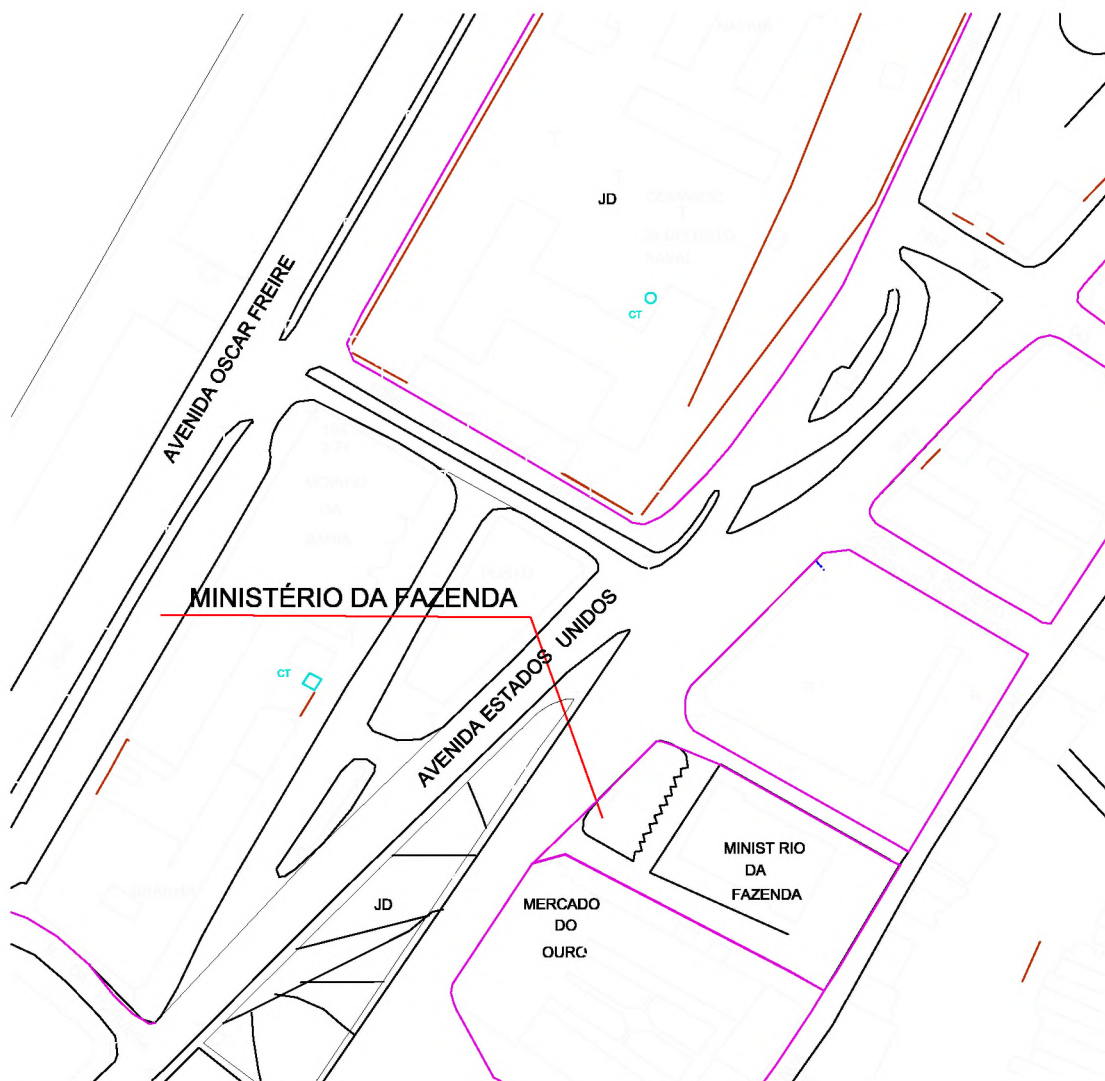 JD
CT
AVENIDA OSCAR FREIRE
MINISTÉRIO DA FAZENDA
AVENIDA ESTADOS UNIDOS
CT
MINIST RIO
DA
FAZENDA
JD
MERCADO
DO
OURO